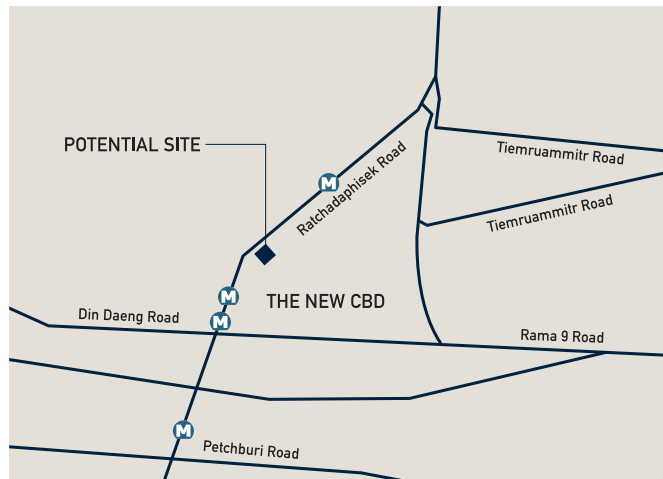 M
POTENTIAL SITE
Ratchadaphisek Road
Tiemruammitr Road
Tiemruammitr Road
M
THE NEW CBD
Din Daeng Road
M
Rama 9 Road
M
Petchburi Road